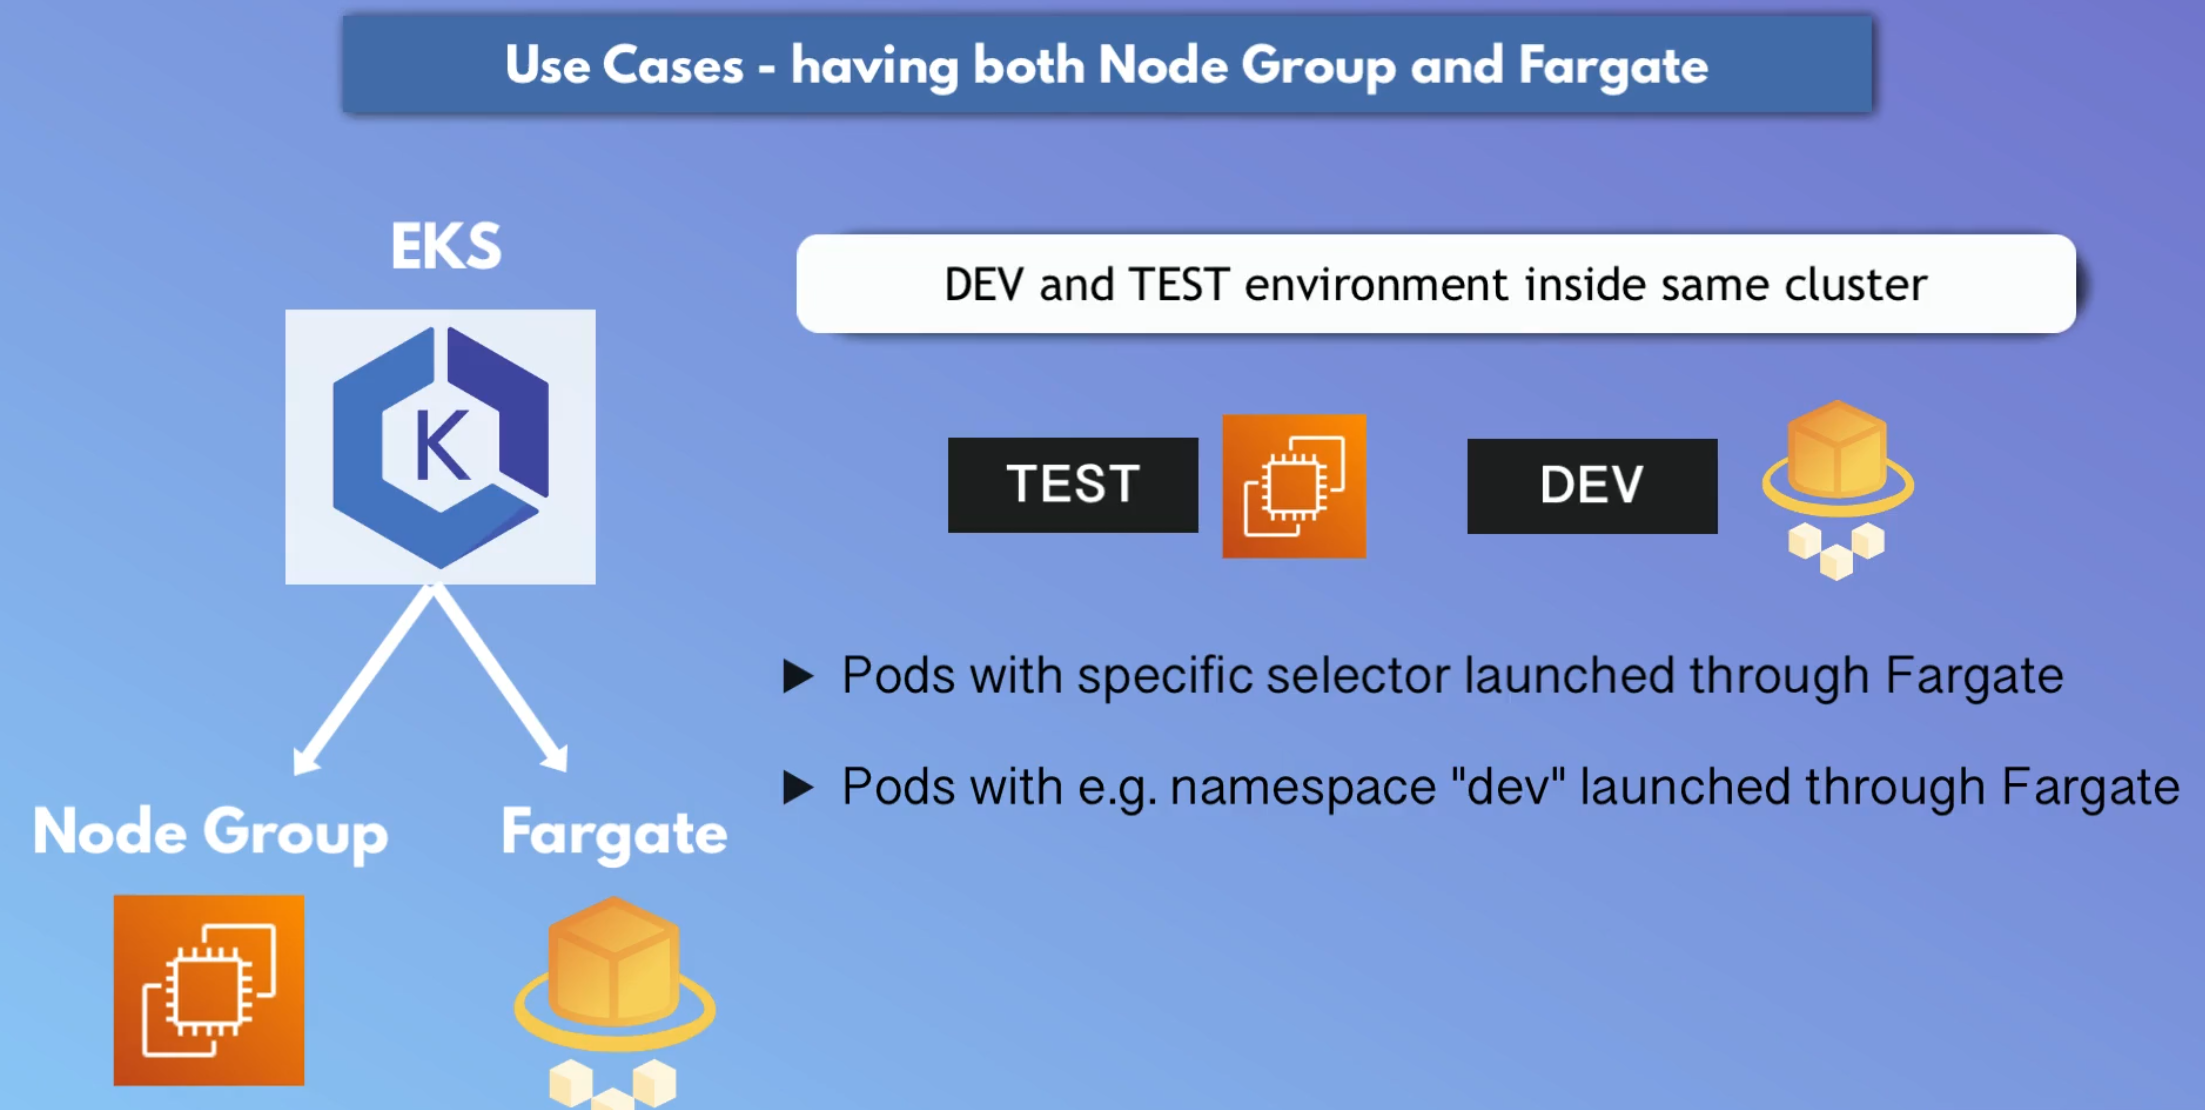 Use Cases - having both Node Group and Fargate
EKS
K
Node Group
Fargate
DEV and TEST environment inside same cluster
TEST
DEV
Pods with specific selector launched through Fargate
Pods with e.g. namespace "dev" launched through Fargate